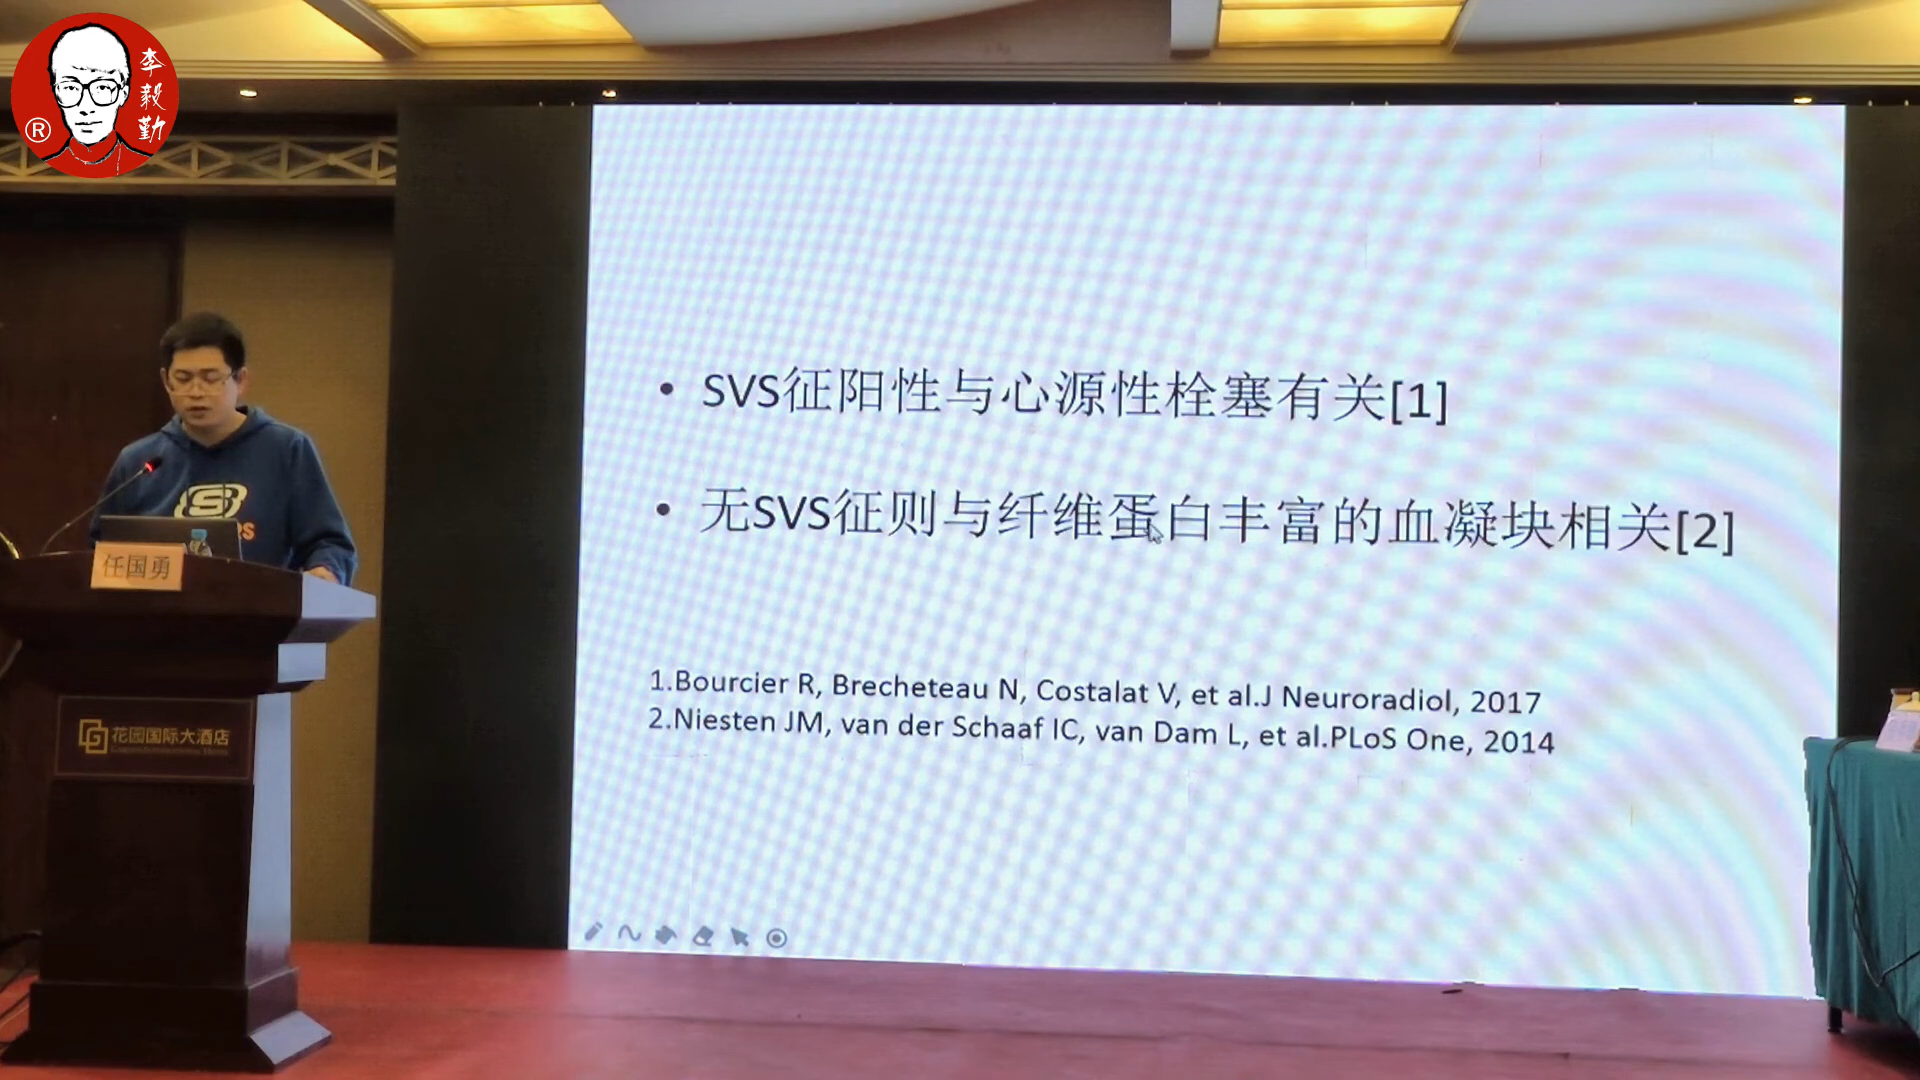 李毅勤
®
SVS征阳性与心源性栓塞有关[1]
无SVS征则与纤维蛋白丰富的血凝块相关[2]
1.Bourcier R, Brecheteau N, Costalat V, et al.J Neuroradiol, 2017
2.Niesten JM, van der Schaaf IC, van Dam L, et al.PLoS One, 2014
任国勇
花园国际大酒店